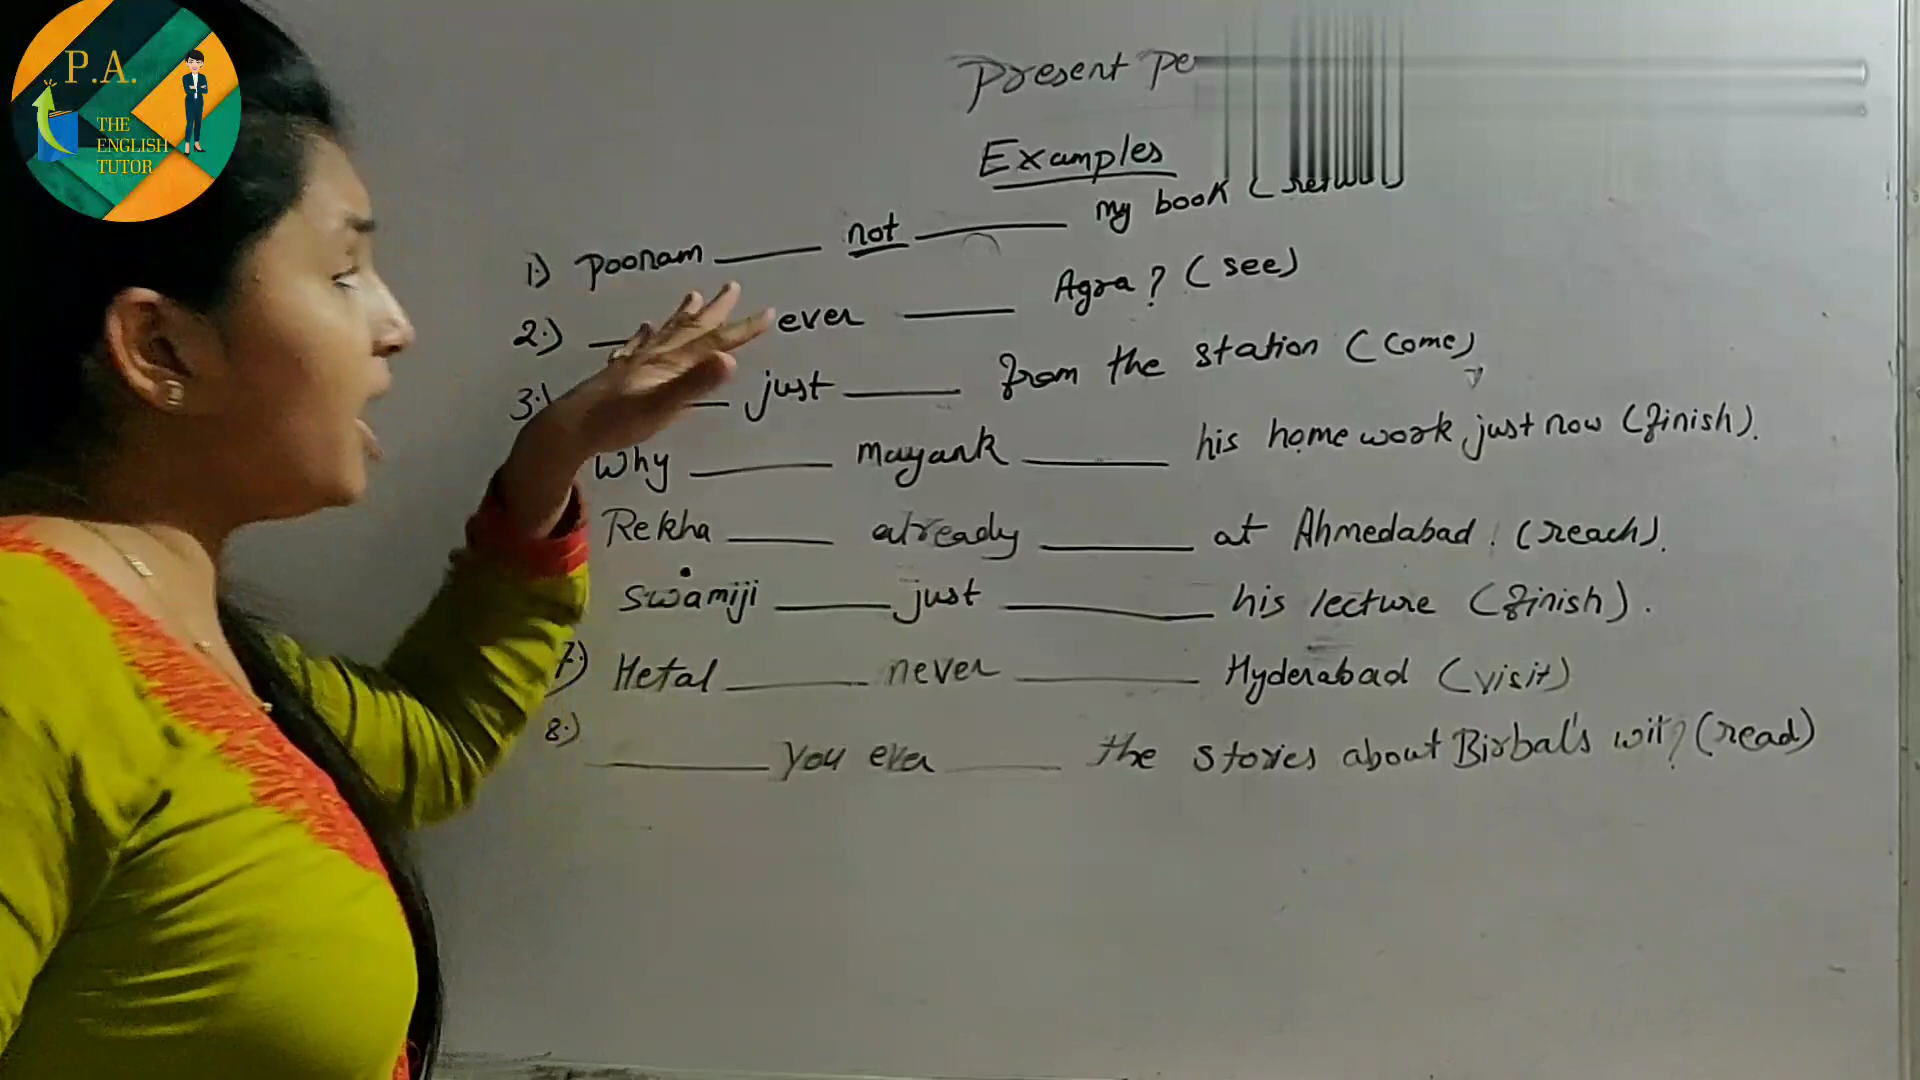 P.A.
THE
ENGLISH
TUTOR
Present Pe
Examples
1.) Poonam ____ not ____ my book (
2.) ____ ever ____ Agra? (see)
3.) ____ just ____ from the station (come)
Why ____ mayank ____ his home work just now (finish).
Rekha ____ already ____ at Ahmedabad. (reach).
Swamiji ____ just ____ his lecture (finish).
7.) Hetal ____ never ____ Hyderabad (visit)
8.) ____ you ever ____ the stories about Birbal's wit? (read)